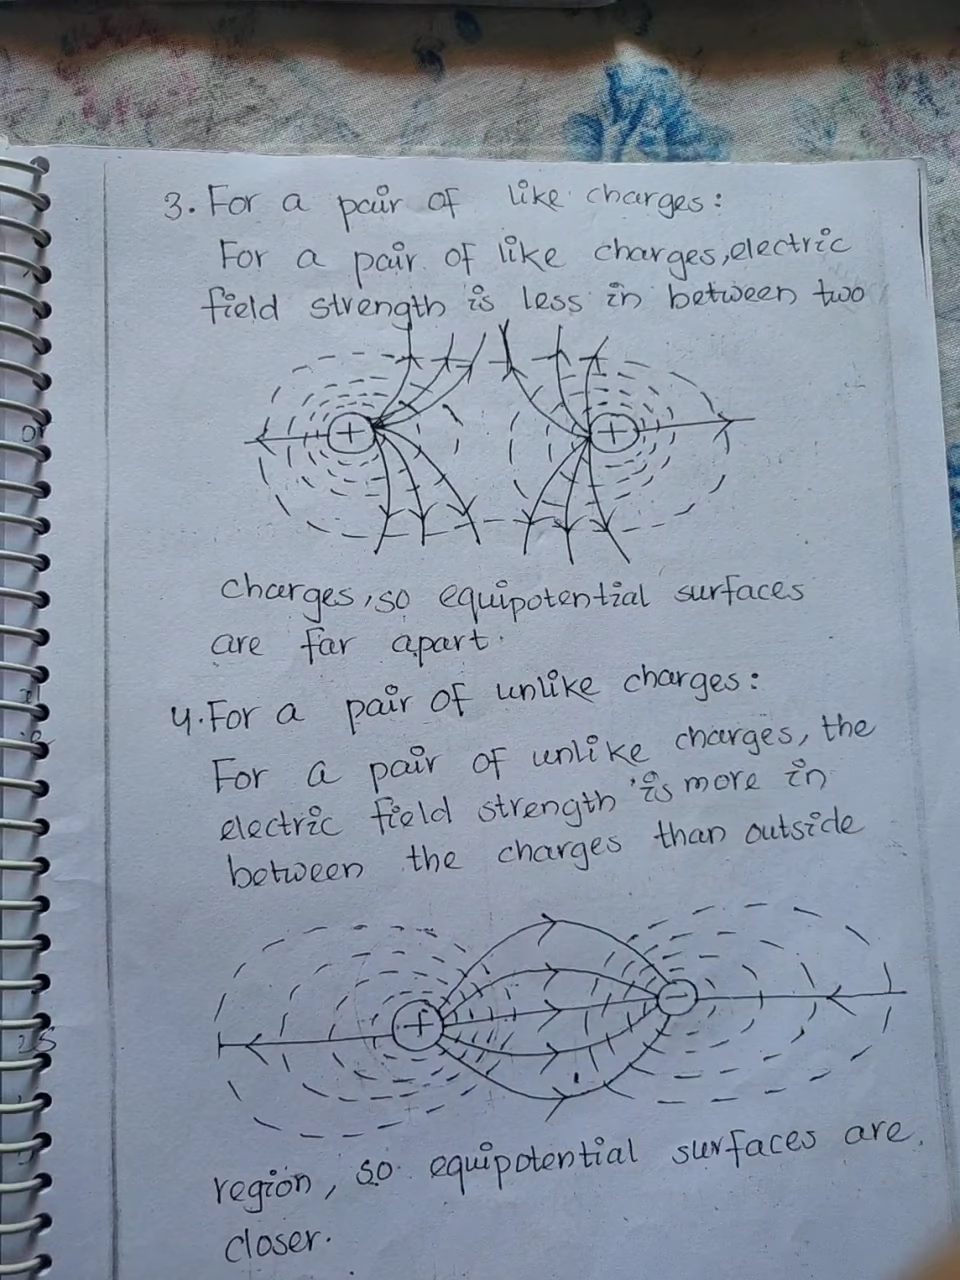 3. For a pair of like charges:
For a pair of like charges, electric
field strength is less in between two
+
+
charges, so equipotential surfaces
are far apart.
4. For a pair of unlike charges:
For a pair of unlike charges, the
electric field strength is more in
between the charges than outside
+
-
region, so equipotential surfaces are
closer.